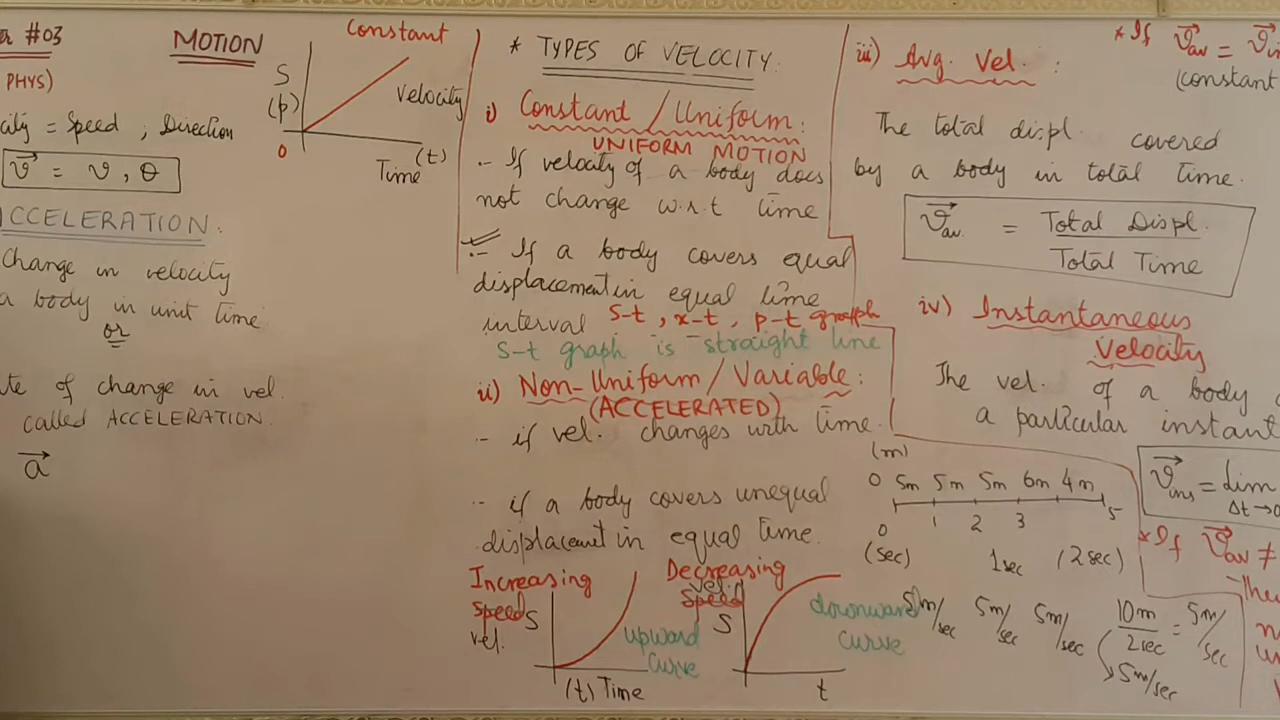 #03
MOTION
PHYS)
city = Speed , Direction
v = v , θ
Constant
S
(p)
velocity
0
Time (t)
ACCELERATION.
Change in velocity
a body in unit time
or
te of change in vel.
called ACCELERATION.
a
* TYPES OF VELOCITY.
i) Constant / Uniform:
UNIFORM MOTION
:- If velocity of a body does
not change w.r.t time
:- If a body covers equal
displacement in equal time
interval s-t , x-t , p-t graph
s-t graph is straight line
ii) Non-Uniform / Variable:
(ACCELERATED)
:- if vel. changes with time.
:- if a body covers unequal
displacement in equal time.
Increasing
speed
vel.
S
upward
curve
(t) Time
Decreasing
vel.
Speed
S
downward
curve
t
iii) Avg. Vel. :
The total displ. covered
by a body in total time.
v av. = Total Displ.
Total Time
* If v av = v in
(constant
iv) Instantaneous
Velocity
The vel. of a body
a particular instant
v ins = lim
Δt→0
(m)
0 5m 5m 5m 6m 4m
0 1 2 3 5
(sec) 1sec (2sec)
5m/sec 5m/sec 5m/sec 10m/2sec = 5m/sec
5m/sec
* If v av ≠